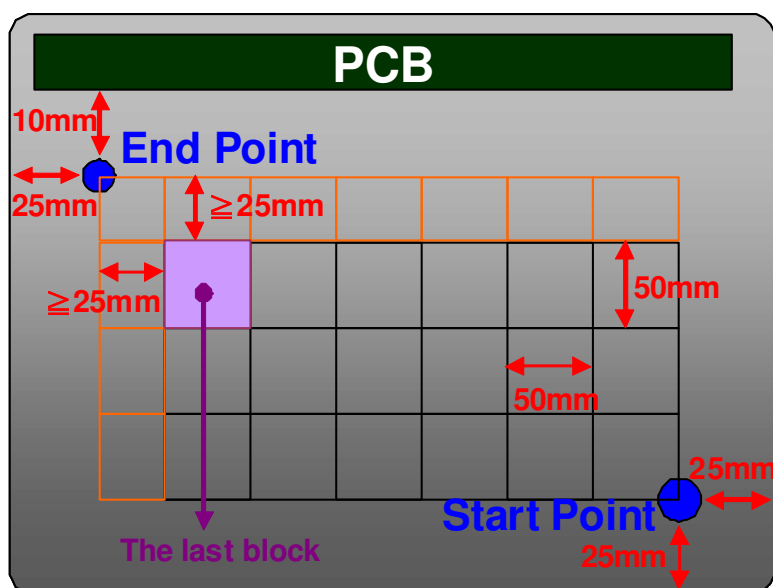 PCB
10mm
End Point
25mm
≧25mm
≧25mm
50mm
50mm
25mm
Start Point
The last block
25mm